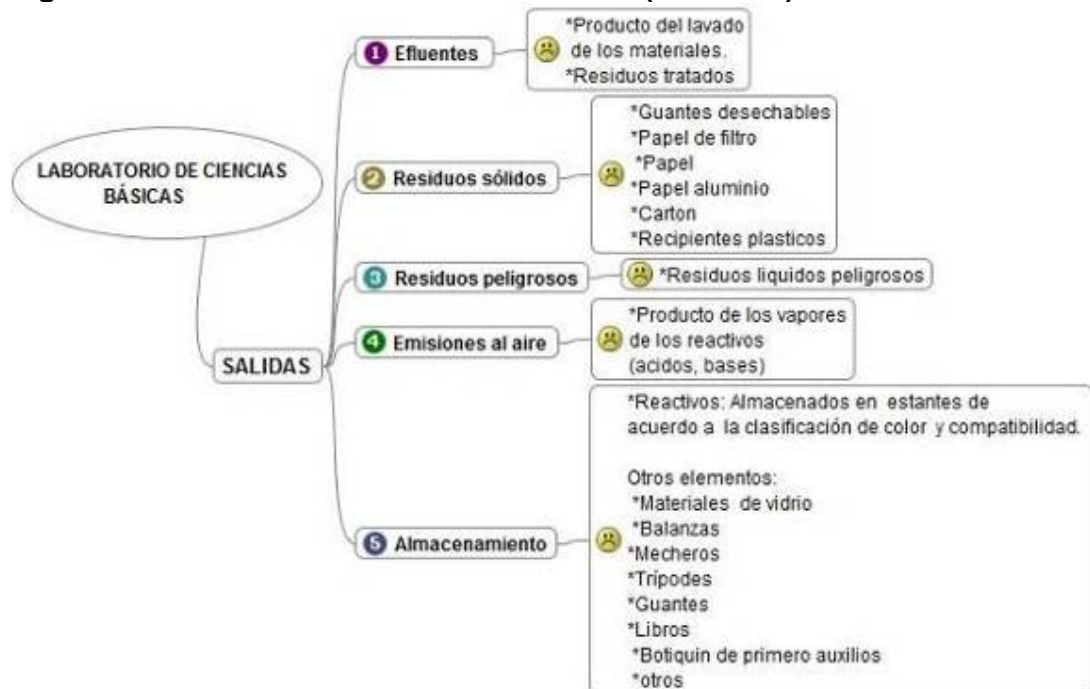 LABORATORIO DE CIENCIAS
BÁSICAS
SALIDAS
1 Efluentes
*Producto del lavado
de los materiales.
*Residuos tratados
2 Residuos sólidos
*Guantes desechables
*Papel de filtro
*Papel
*Papel aluminio
*Carton
*Recipientes plasticos
3 Residuos peligrosos
*Residuos liquidos peligrosos
4 Emisiones al aire
*Producto de los vapores
de los reactivos
(acidos, bases)
5 Almacenamiento
*Reactivos: Almacenados en estantes de
acuerdo a la clasificación de color y compatibilidad.
Otros elementos:
*Materiales de vidrio
*Balanzas
*Mecheros
*Trípodes
*Guantes
*Libros
*Botiquin de primero auxilios
*otros